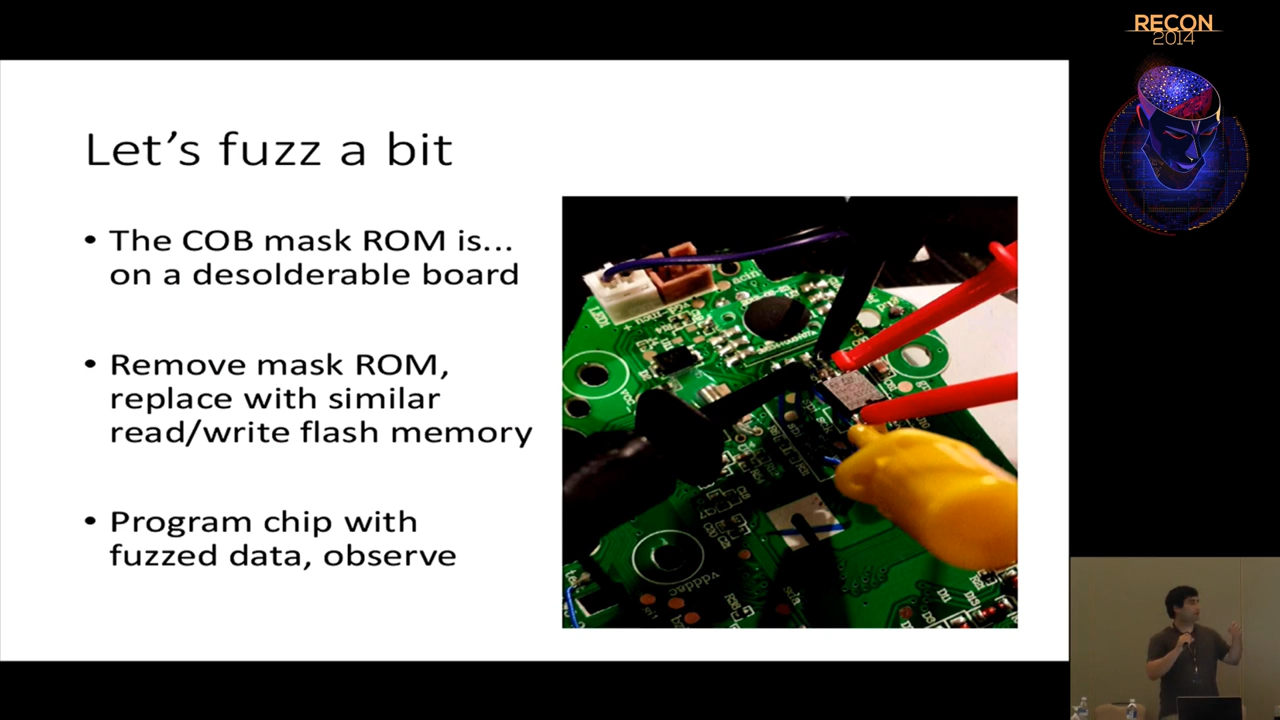 RECON
2014
Let's fuzz a bit
• The COB mask ROM is...
on a desolderable board
• Remove mask ROM,
replace with similar
read/write flash memory
• Program chip with
fuzzed data, observe